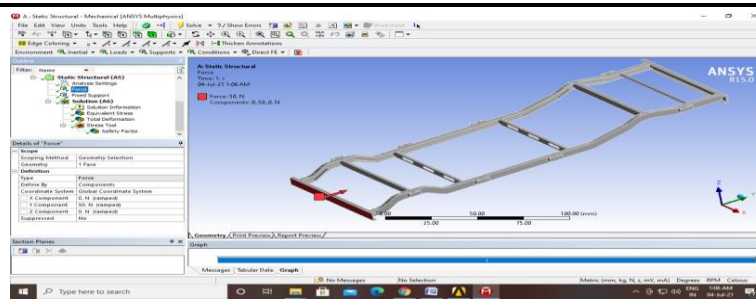 A : Static Structural - Mechanical [ANSYS Multiphysics]
File Edit View Units Tools Help Solve ?/ Show Errors Worksheet
Edge Coloring Thicken Annotations
Environment Inertial Loads Supports Conditions Direct FE
Outline
Filter: Name
Static Structural (A5)
Analysis Settings
Force
Fixed Support
Solution (A6)
Solution Information
Equivalent Stress
Total Deformation
Stress Tool
Safety Factor
Details of "Force"
Scope
Scoping Method Geometry Selection
Geometry 1 Face
Definition
Type Force
Define By Components
Coordinate System Global Coordinate System
X Component 0. N (ramped)
Y Component 50. N (ramped)
Z Component 0. N (ramped)
Suppressed No
Section Planes
A: Static Structural
Force
Time: 1. s
04-Jul-21 1:06 AM
Force: 50. N
Components: 0.,50.,0. N
ANSYS
R15.0
0.00 50.00 100.00 (mm)
25.00 75.00
Y
X
Geometry Print Preview Report Preview
Graph
1
Messages Tabular Data Graph
No Messages No Selection Metric (mm, kg, N, s, mV, mA) Degrees RPM Celsius
Type here to search
ENG 1:06 AM
IN 04-Jul-21